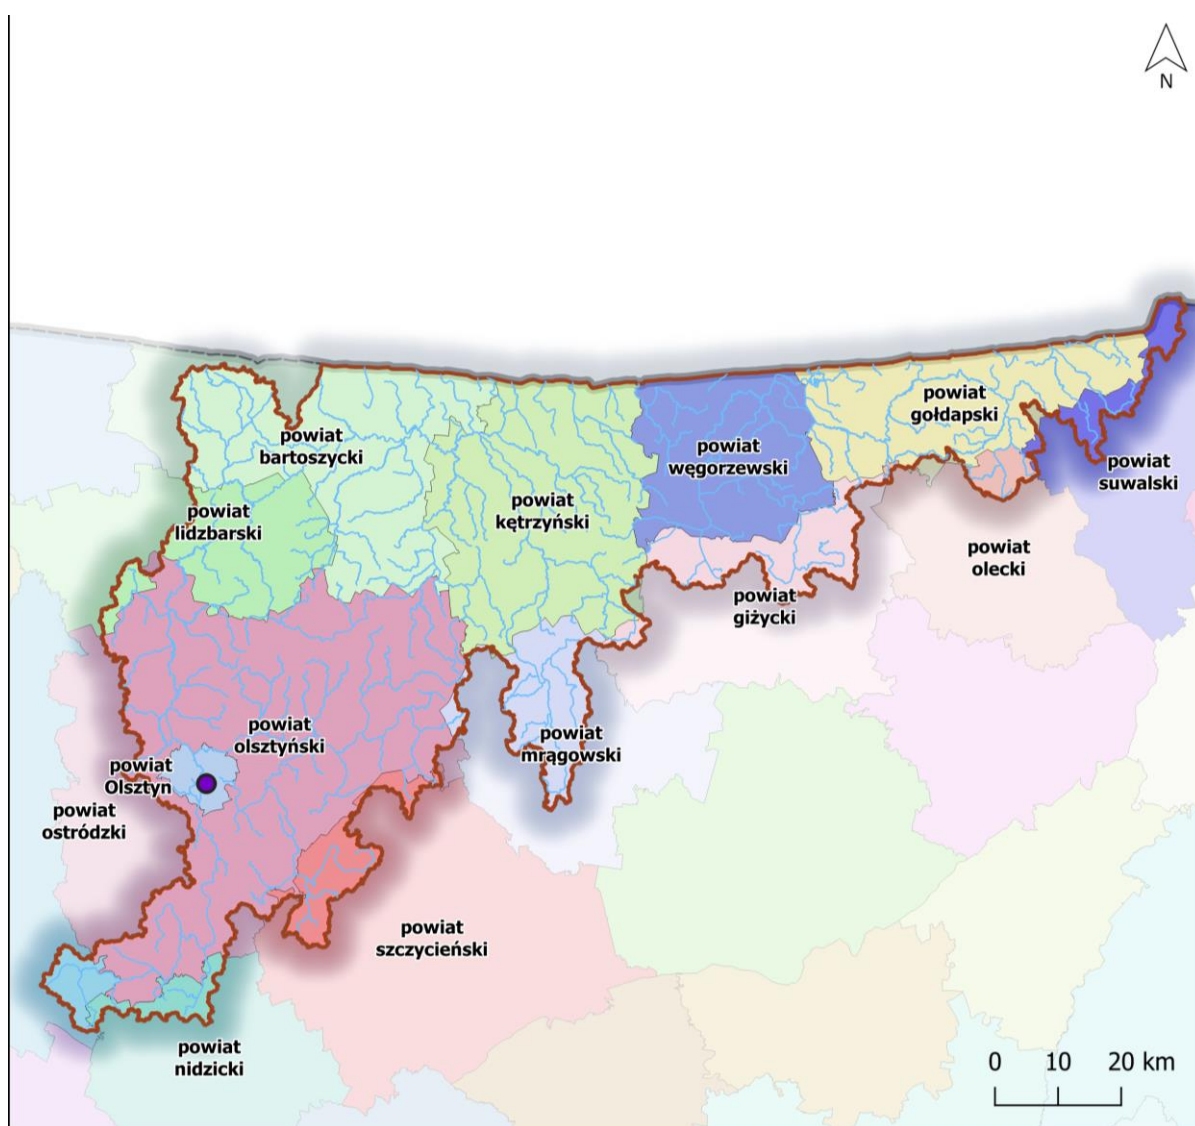 N
powiat
gołdapski
powiat
bartoszycki
powiat
węgorzewski
powiat
suwalski
powiat
kętrzyński
powiat
lidzbarski
powiat
olecki
powiat
giżycki
powiat
olsztyński
powiat
mrągowski
powiat
Olsztyn
powiat
ostródzki
powiat
szczycieński
powiat
nidzicki
0 10 20 km